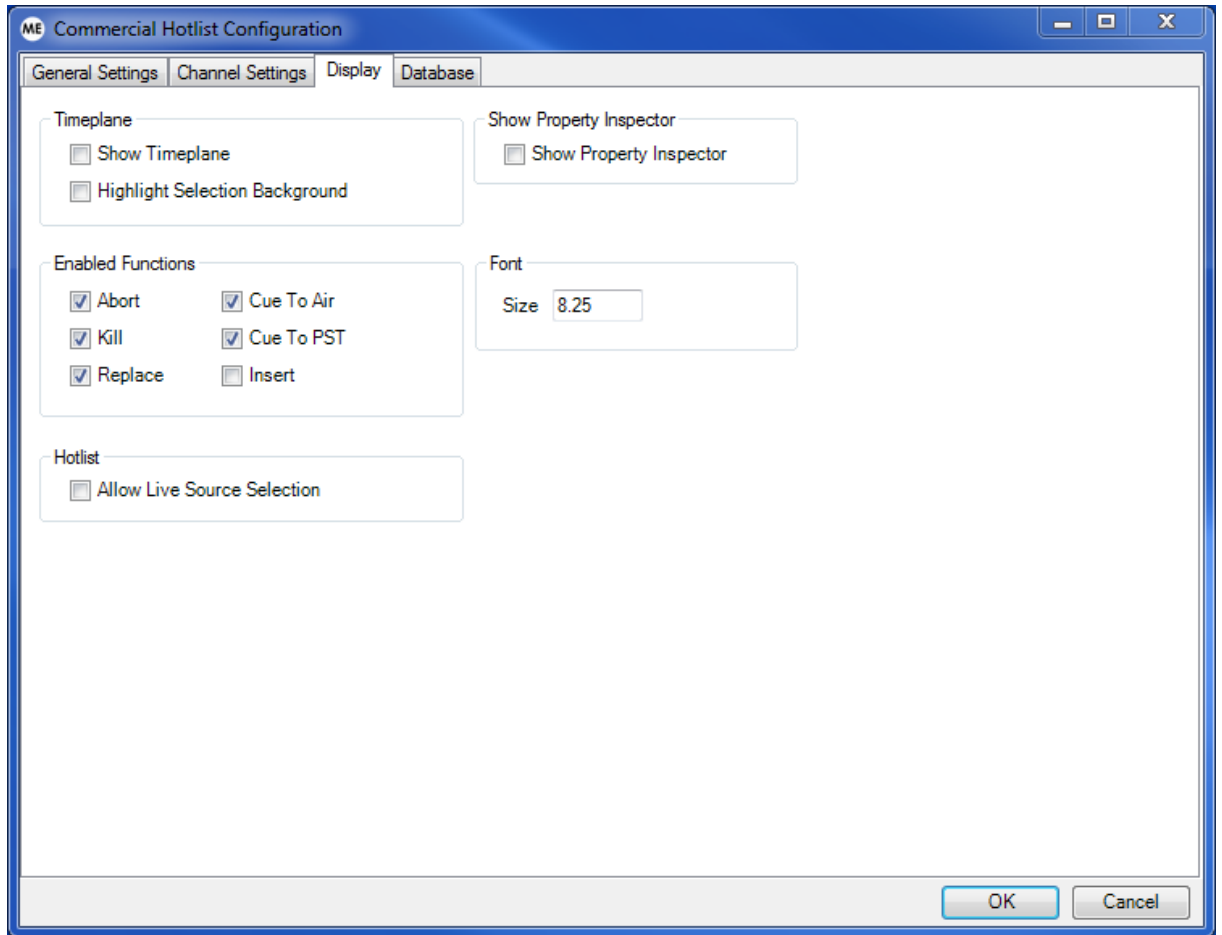 ME Commercial Hotlist Configuration
General Settings Channel Settings Display Database
Timeplane
Show Timeplane
Highlight Selection Background
Show Property Inspector
Show Property Inspector
Enabled Functions
Abort Cue To Air
Kill Cue To PST
Replace Insert
Font
Size 8.25
Hotlist
Allow Live Source Selection
OK Cancel